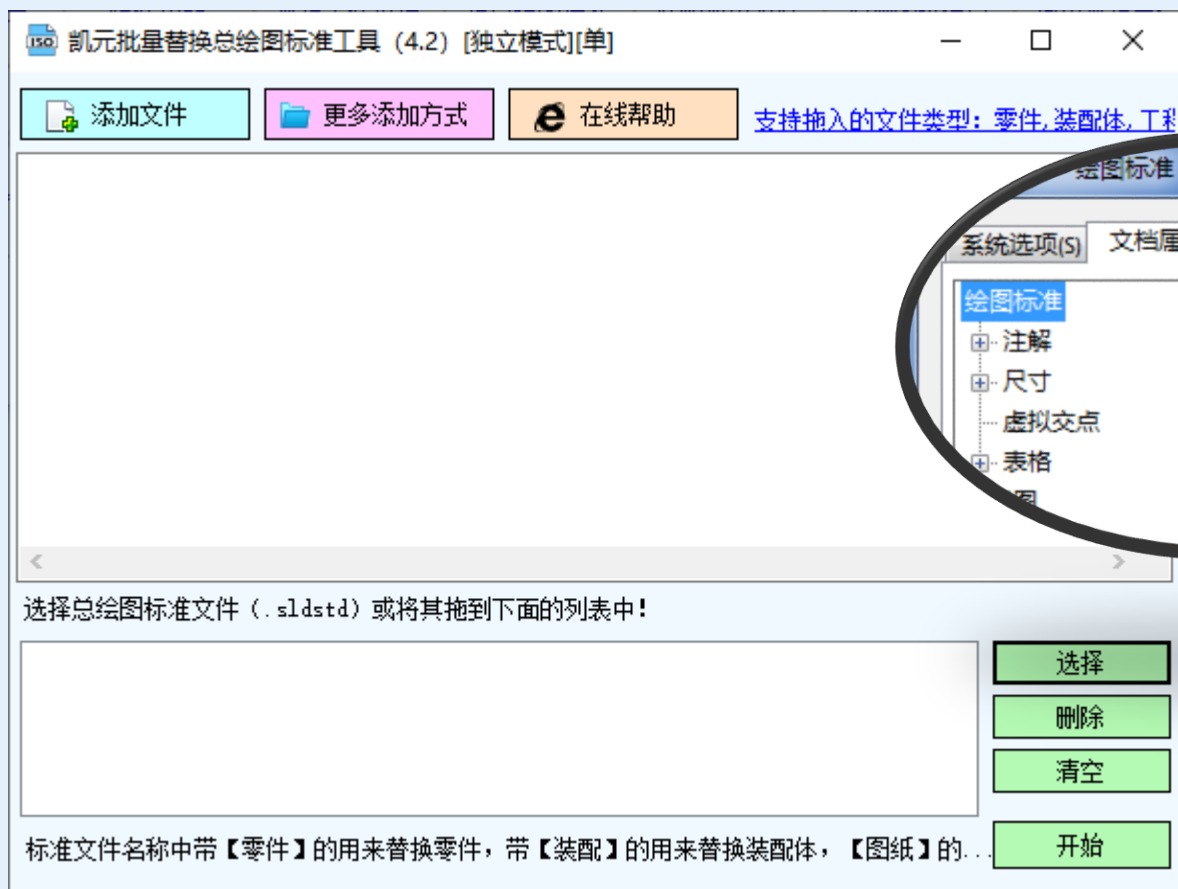 ISO 凯元批量替换总绘图标准工具（4.2）[独立模式][单]
添加文件
更多添加方式
在线帮助
支持拖入的文件类型：零件,装配体,工
绘图标准
系统选项(S)
文档属
绘图标准
注解
尺寸
虚拟交点
表格
图
选择总绘图标准文件（.sldstd）或将其拖到下面的列表中！
选择
删除
清空
标准文件名称中带【零件】的用来替换零件，带【装配】的用来替换装配体，【图纸】的...
开始